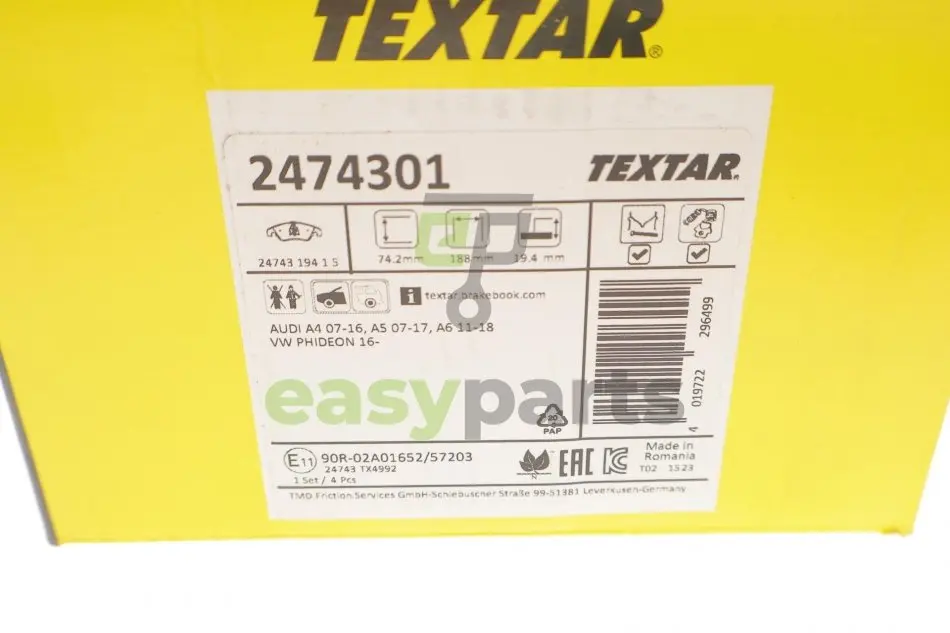 TEXTAR®
2474301
TEXTAR®
24743 194 1 5
74.2mm
188mm
19.4 mm
i textar.brakebook.com
AUDI A4 07-16, A5 07-17, A6 11-18
VW PHIDEON 16-
4 019722 296499
easyparts
20
PAP
E11 90R-02A01652/57203
24743 TX4992
1 Set / 4 Pcs
EAC
Made in
Romania
T02 1523
TMD Friction Services GmbH-Schlebuscher Straße 99-51381 Leverkusen-Germany